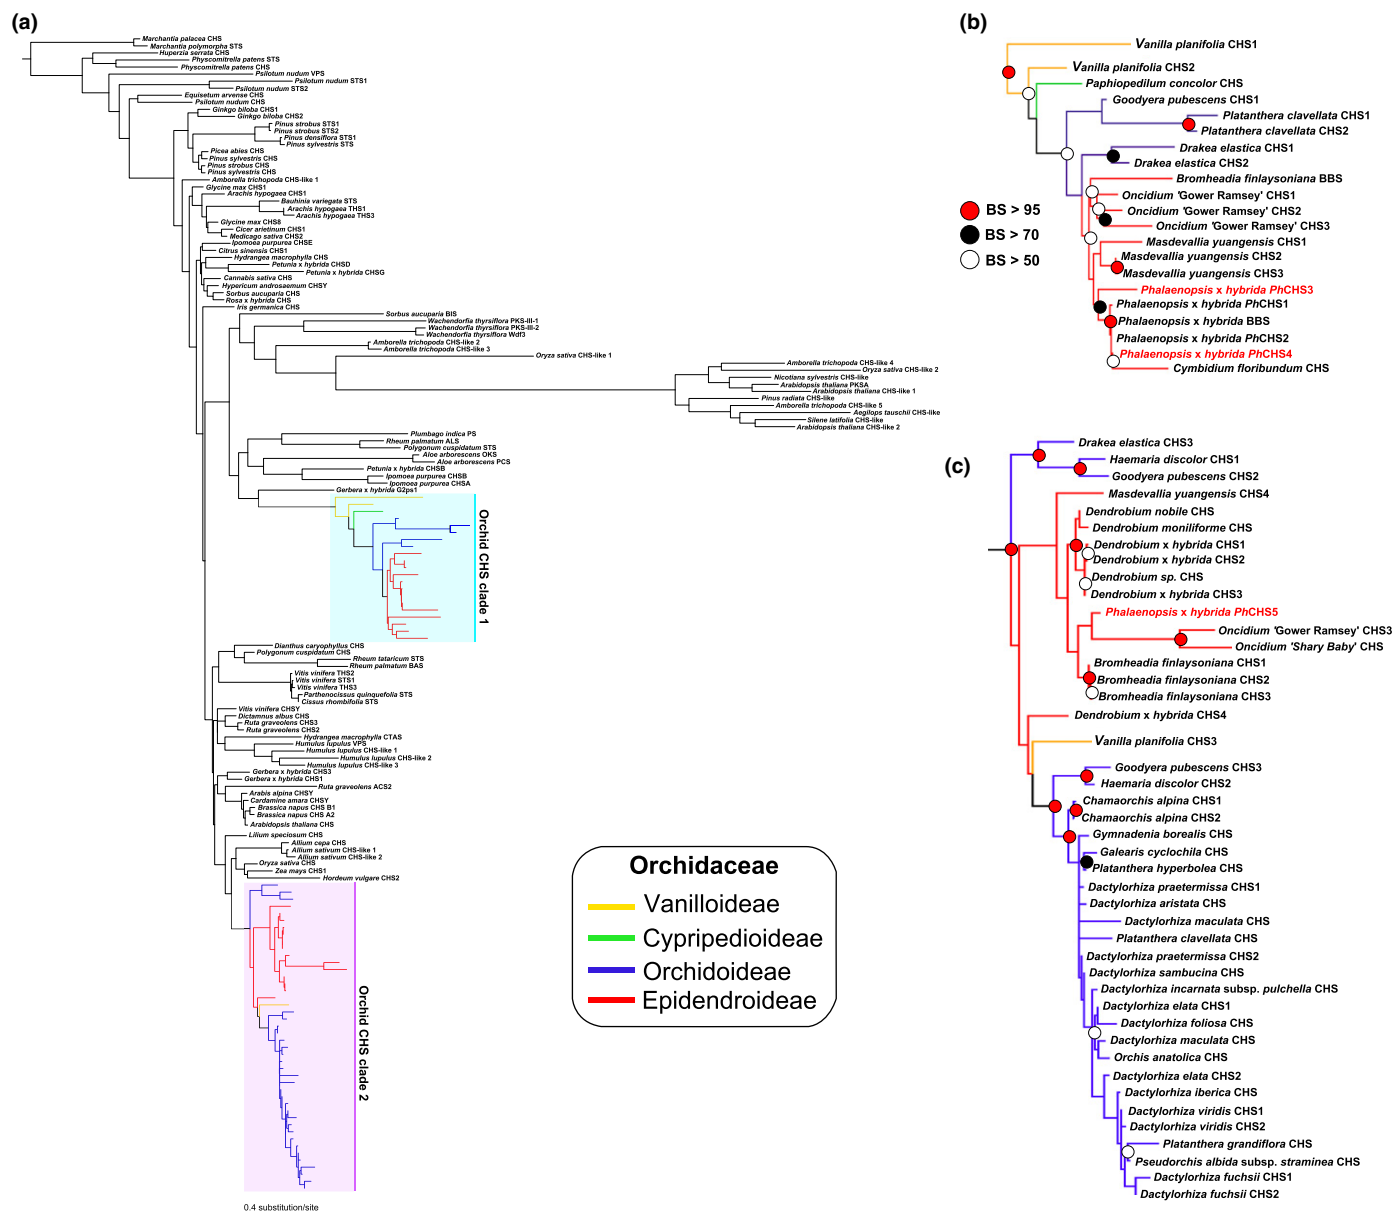 (a)
Marchantia palacea CHS
Marchantia polymorpha STS
Huperzia serrata CHS
Physcomitrella patens STS
Physcomitrella patens CHS
Psilotum nudum VPS
Psilotum nudum STS1
Psilotum nudum STS2
Equisetum arvense CHS
Psilotum nudum CHS
Ginkgo biloba CHS1
Ginkgo biloba CHS2
Pinus strobus STS1
Pinus strobus STS2
Pinus densiflora STS1
Pinus sylvestris STS
Picea abies CHS
Pinus sylvestris CHS
Pinus strobus CHS
Pinus sylvestris CHS
Amborella trichopoda CHS-like 1
Glycine max CHS1
Arachis hypogaea CHS1
Bauhinia variegata STS
Arachis hypogaea THS1
Arachis hypogaea THS3
Glycine max CHS8
Cicer arietinum CHS1
Medicago sativa CHS2
Ipomoea purpurea CHSE
Citrus sinensis CHS1
Hydrangea macrophylla CHS
Petunia x hybrida CHSD
Petunia x hybrida CHSG
Cannabis sativa CHS
Hypericum androsaemum CHSY
Sorbus aucuparia CHS
Rosa x hybrida CHS
Iris germanica CHS
Sorbus aucuparia BIS
Wachendorfia thyrsiflora PKS-III-1
Wachendorfia thyrsiflora PKS-III-2
Wachendorfia thyrsiflora Wdf3
Amborella trichopoda CHS-like 2
Amborella trichopoda CHS-like 3
Oryza sativa CHS-like 1
Amborella trichopoda CHS-like 4
Oryza sativa CHS-like 2
Nicotiana sylvestris CHS-like
Arabidopsis thaliana PKSA
Arabidopsis thaliana CHS-like 1
Pinus radiata CHS-like
Amborella trichopoda CHS-like 5
Aegilops tauschii CHS-like
Silene latifolia CHS-like
Arabidopsis thaliana CHS-like 2
Plumbago indica PS
Rheum palmatum ALS
Polygonum cuspidatum STS
Aloe arborescens OKS
Aloe arborescens PCS
Petunia x hybrida CHSB
Ipomoea purpurea CHSB
Ipomoea purpurea CHSA
Gerbera x hybrida G2ps1
Orchid CHS clade 1
Dianthus caryophyllus CHS
Polygonum cuspidatum CHS
Rheum tataricum STS
Rheum palmatum BAS
Vitis vinifera THS2
Vitis vinifera STS1
Vitis vinifera THS3
Parthenocissus quinquefolia STS
Cissus rhombifolia STS
Vitis vinifera CHSY
Dictamnus albus CHS
Ruta graveolens CHS3
Ruta graveolens CHS2
Hydrangea macrophylla CTAS
Humulus lupulus VPS
Humulus lupulus CHS-like 1
Humulus lupulus CHS-like 2
Humulus lupulus CHS-like 3
Gerbera x hybrida CHS3
Gerbera x hybrida CHS1
Ruta graveolens ACS2
Arabis alpina CHSY
Cardamine amara CHSY
Brassica napus CHS B1
Brassica napus CHS A2
Arabidopsis thaliana CHS
Lilium speciosum CHS
Allium cepa CHS
Allium sativum CHS-like 1
Allium sativum CHS-like 2
Oryza sativa CHS
Zea mays CHS1
Hordeum vulgare CHS2
Orchid CHS clade 2
0.4 substitution/site
(b)
Vanilla planifolia CHS1
Vanilla planifolia CHS2
Paphiopedilum concolor CHS
Goodyera pubescens CHS1
Platanthera clavellata CHS1
Platanthera clavellata CHS2
Drakea elastica CHS1
Drakea elastica CHS2
Bromheadia finlaysoniana BBS
Oncidium 'Gower Ramsey' CHS1
Oncidium 'Gower Ramsey' CHS2
Oncidium 'Gower Ramsey' CHS3
Masdevallia yuangensis CHS1
Masdevallia yuangensis CHS2
Masdevallia yuangensis CHS3
Phalaenopsis x hybrida PhCHS3
Phalaenopsis x hybrida PhCHS1
Phalaenopsis x hybrida BBS
Phalaenopsis x hybrida PhCHS2
Phalaenopsis x hybrida PhCHS4
Cymbidium floribundum CHS
BS > 95
BS > 70
BS > 50
(c)
Drakea elastica CHS3
Haemaria discolor CHS1
Goodyera pubescens CHS2
Masdevallia yuangensis CHS4
Dendrobium nobile CHS
Dendrobium moniliforme CHS
Dendrobium x hybrida CHS1
Dendrobium x hybrida CHS2
Dendrobium sp. CHS
Dendrobium x hybrida CHS3
Phalaenopsis x hybrida PhCHS5
Oncidium 'Gower Ramsey' CHS3
Oncidium 'Shary Baby' CHS
Bromheadia finlaysoniana CHS1
Bromheadia finlaysoniana CHS2
Bromheadia finlaysoniana CHS3
Dendrobium x hybrida CHS4
Vanilla planifolia CHS3
Goodyera pubescens CHS3
Haemaria discolor CHS2
Chamaorchis alpina CHS1
Chamaorchis alpina CHS2
Gymnadenia borealis CHS
Galearis cyclochila CHS
Platanthera hyperbolea CHS
Dactylorhiza praetermissa CHS1
Dactylorhiza aristata CHS
Dactylorhiza maculata CHS
Platanthera clavellata CHS
Dactylorhiza praetermissa CHS2
Dactylorhiza sambucina CHS
Dactylorhiza incarnata subsp. pulchella CHS
Dactylorhiza elata CHS1
Dactylorhiza foliosa CHS
Dactylorhiza maculata CHS
Orchis anatolica CHS
Dactylorhiza elata CHS2
Dactylorhiza iberica CHS
Dactylorhiza viridis CHS1
Dactylorhiza viridis CHS2
Platanthera grandiflora CHS
Pseudorchis albida subsp. straminea CHS
Dactylorhiza fuchsii CHS1
Dactylorhiza fuchsii CHS2
Orchidaceae
Vanilloideae
Cypripedioideae
Orchidoideae
Epidendroideae